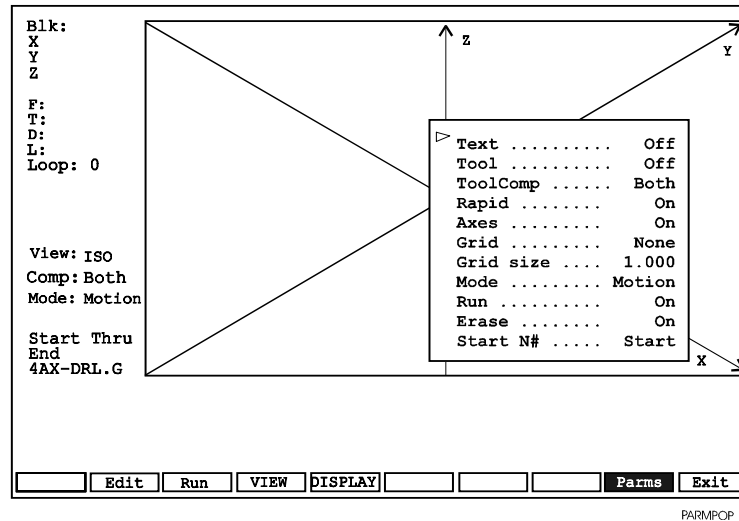 Blk:
X
Y
Z
F:
T:
D:
L:
Loop: 0
View: ISO
Comp: Both
Mode: Motion
Start Thru
End
4AX-DRL.G
Z
Y
X
Text .......... Off
Tool .......... Off
ToolComp ...... Both
Rapid ........ On
Axes ......... On
Grid ......... None
Grid size .... 1.000
Mode ......... Motion
Run .......... On
Erase ........ On
Start N# ..... Start
Edit Run VIEW DISPLAY Parms Exit
PARMPOP